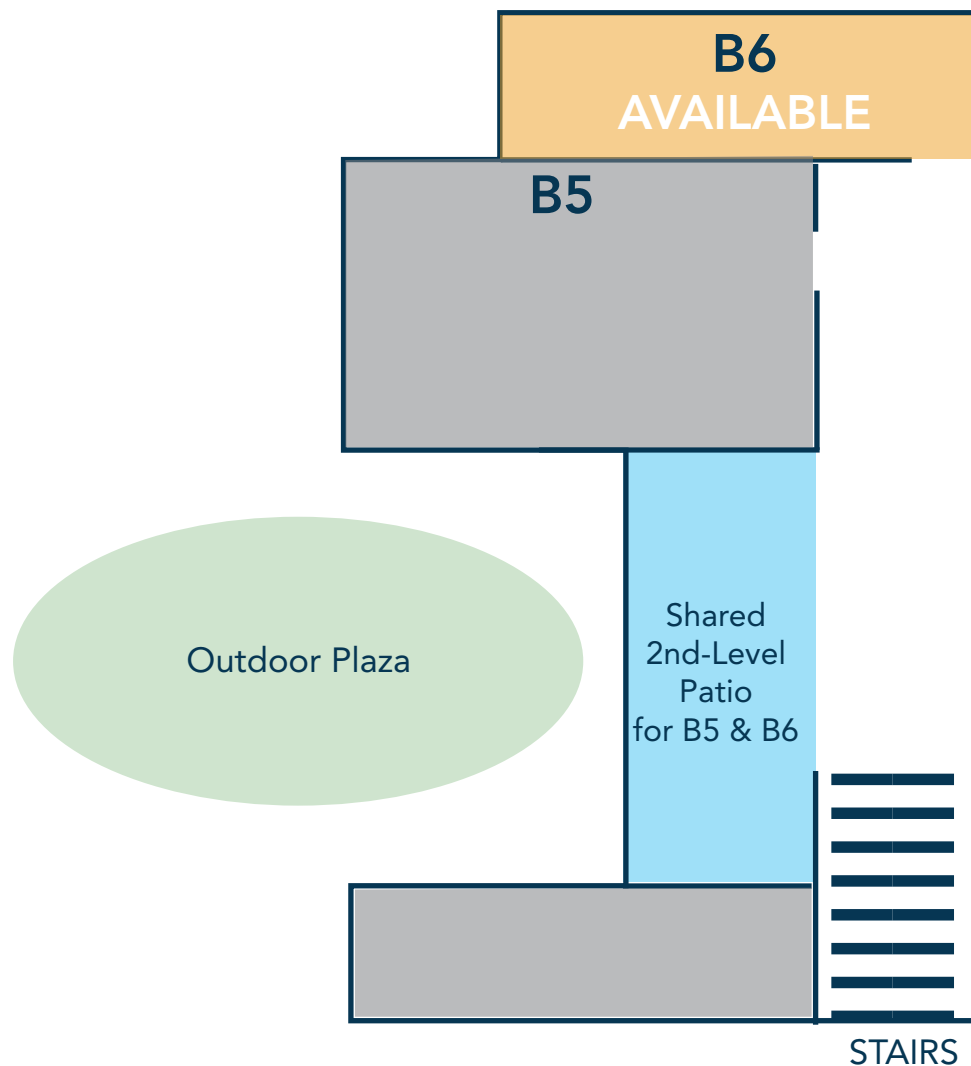 B6
AVAILABLE
B5
Outdoor Plaza
Shared
2nd-Level
Patio
for B5 & B6
STAIRS